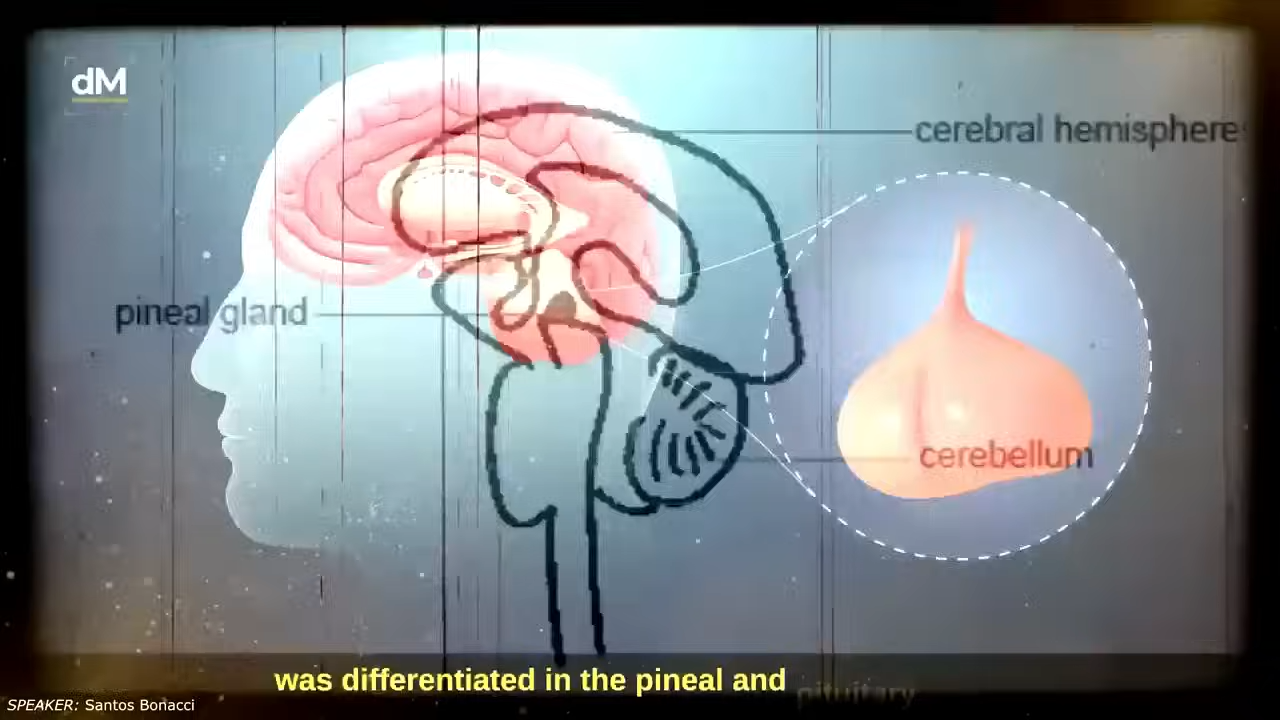 dM
cerebral hemisphere
pineal gland
cerebellum
was differentiated in the pineal and
pituitary
SPEAKER: Santos Bonacci